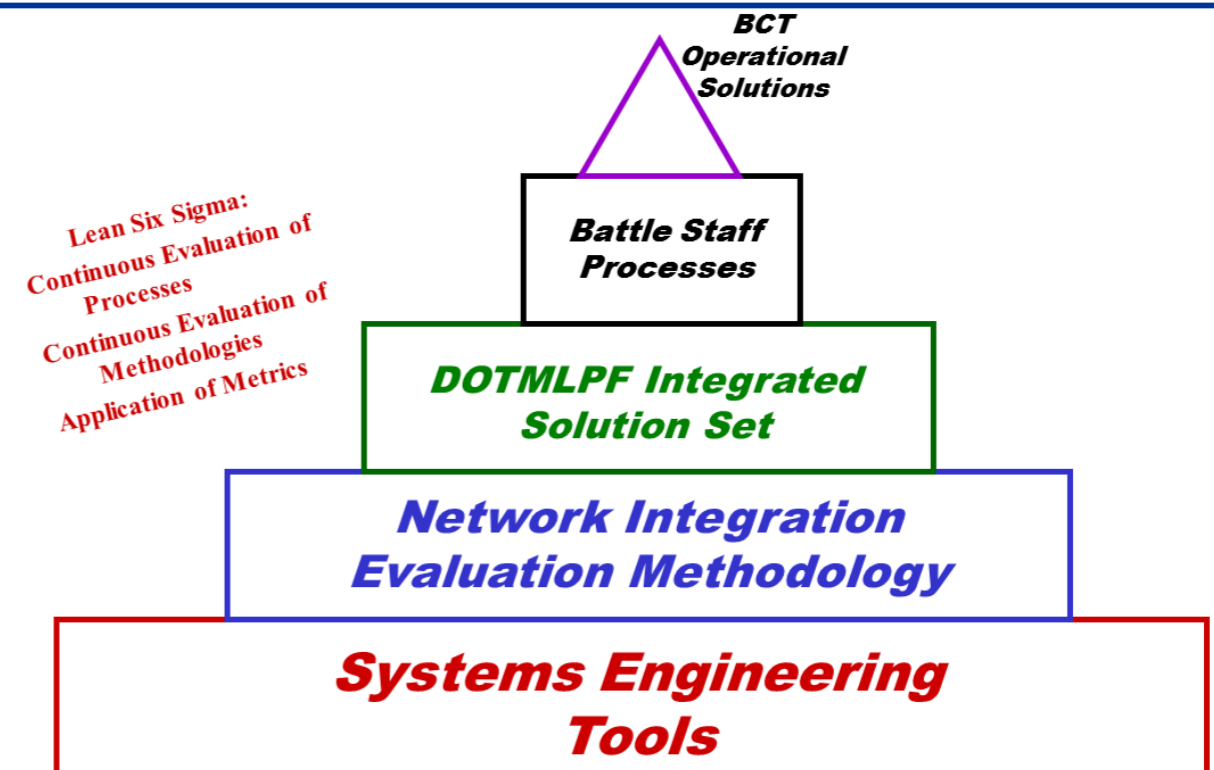 BCT
Operational
Solutions
Lean Six Sigma:
Continuous Evaluation of
Processes
Continuous Evaluation of
Methodologies
Application of Metrics
Battle Staff
Processes
DOTMLPF Integrated
Solution Set
Network Integration
Evaluation Methodology
Systems Engineering
Tools